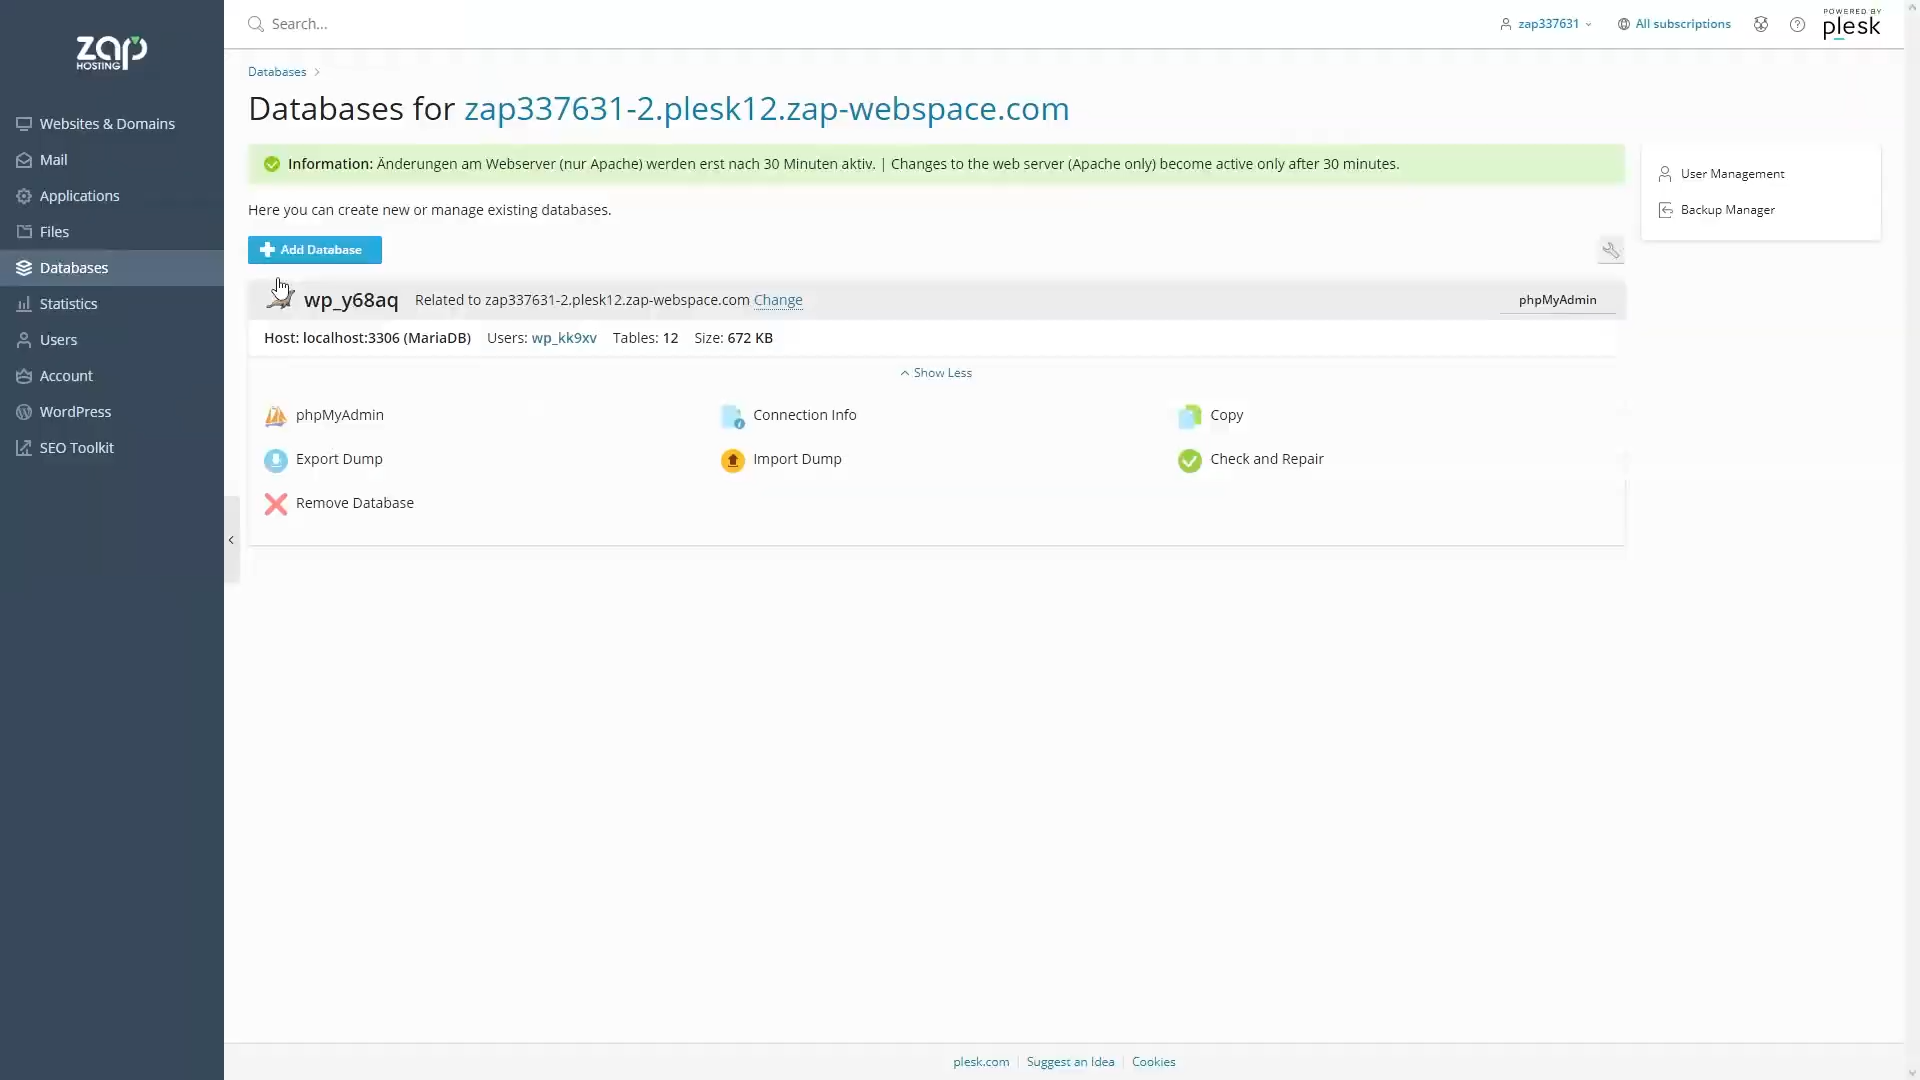 zap
HOSTING
Websites & Domains
Mail
Applications
Files
Databases
Statistics
Users
Account
WordPress
SEO Toolkit
Search...
zap337631
All subscriptions
POWERED BY
plesk
Databases
Databases for zap337631-2.plesk12.zap-webspace.com
Information: Änderungen am Webserver (nur Apache) werden erst nach 30 Minuten aktiv. | Changes to the web server (Apache only) become active only after 30 minutes.
Here you can create new or manage existing databases.
Add Database
wp_y68aq Related to zap337631-2.plesk12.zap-webspace.com Change phpMyAdmin
Host: localhost:3306 (MariaDB) Users: wp_kk9xv Tables: 12 Size: 672 KB
Show Less
phpMyAdmin Connection Info Copy
Export Dump Import Dump Check and Repair
Remove Database
User Management
Backup Manager
plesk.com Suggest an Idea Cookies